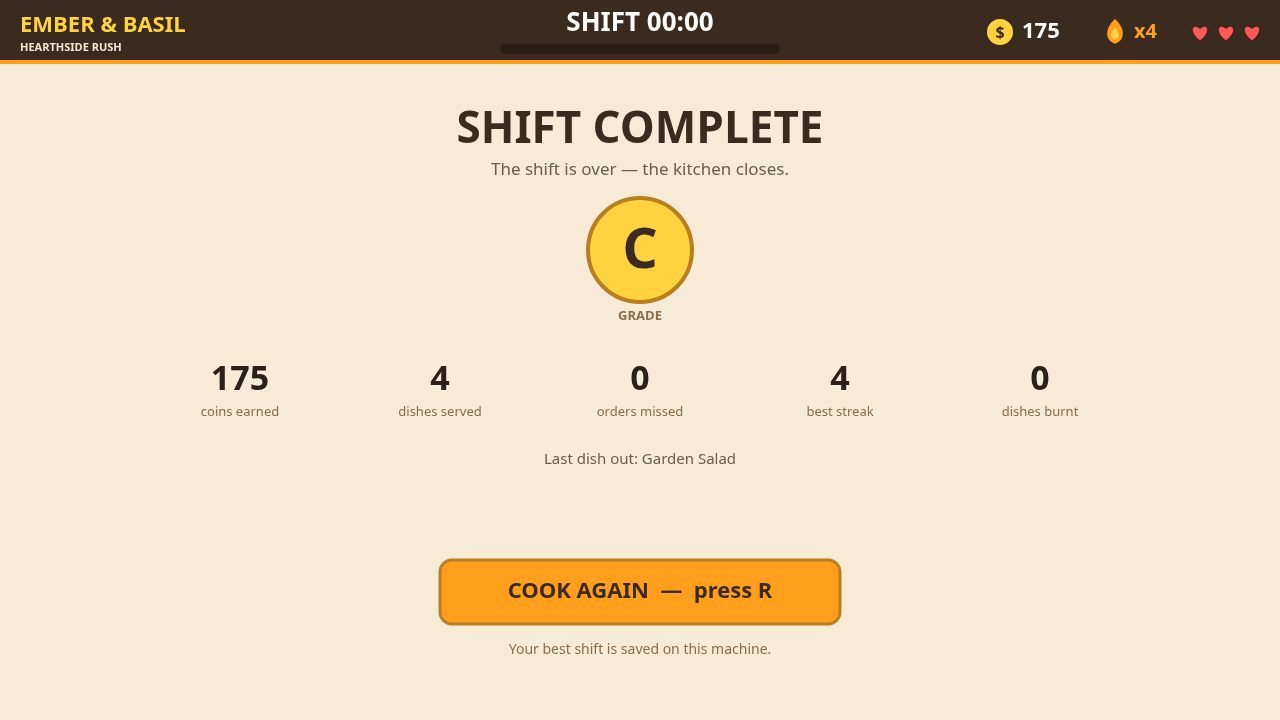 EMBER & BASIL
HEARTHSIDE RUSH
SHIFT 00:00
$ 175
x4
SHIFT COMPLETE
The shift is over — the kitchen closes.
C
GRADE
175 4 0 4 0
coins earned dishes served orders missed best streak dishes burnt
Last dish out: Garden Salad
COOK AGAIN — press R
Your best shift is saved on this machine.